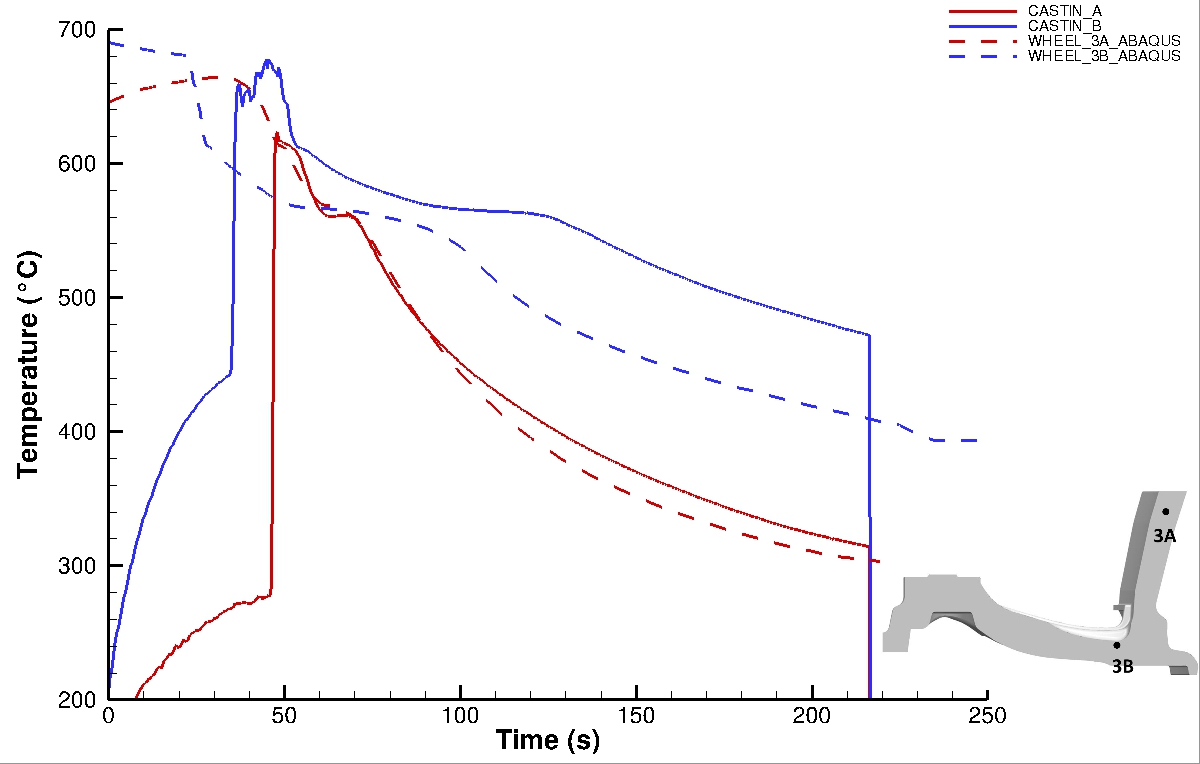 CASTIN_A
CASTIN_B
WHEEL_3A_ABAQUS
WHEEL_3B_ABAQUS
700
600
500
400
300
200
Temperature (°C)
0
50
100
150
200
250
Time (s)
3A
3B